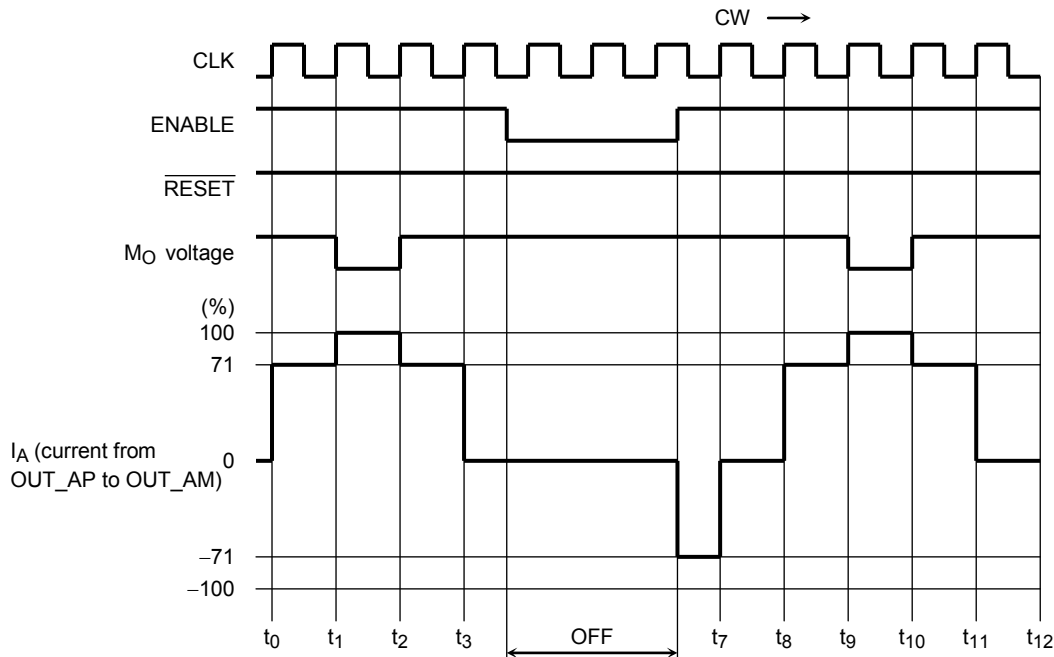 CW
CLK
ENABLE
RESET
MO voltage
(%)
100
71
IA (current from
OUT_AP to OUT_AM)
0
−71
−100
t0 t1 t2 t3 OFF t7 t8 t9 t10 t11 t12